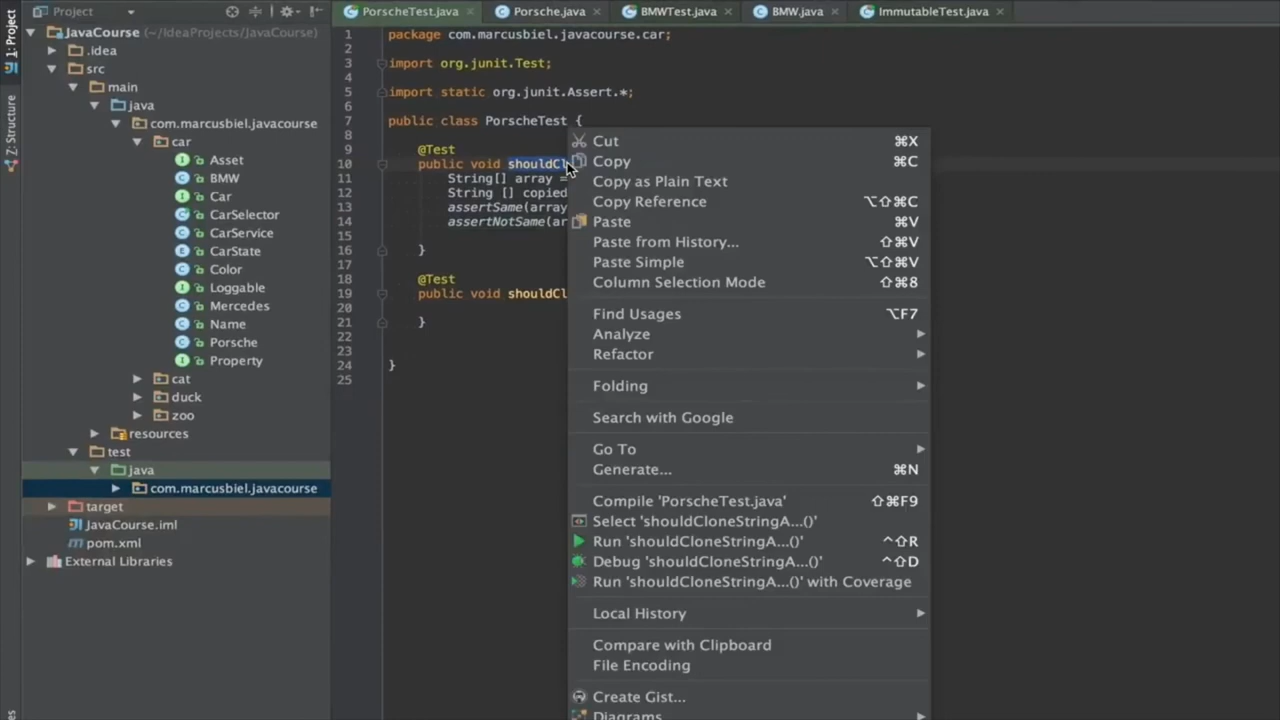 Project
PorscheTest.java
Porsche.java
BMWTest.java
BMW.java
ImmutableTest.java
1: Project
Z: Structure
JavaCourse (~/IdeaProjects/JavaCourse)
.idea
src
main
java
com.marcusbiel.javacourse
car
Asset
BMW
Car
CarSelector
CarService
CarState
Color
Loggable
Mercedes
Name
Porsche
Property
cat
duck
zoo
resources
test
java
com.marcusbiel.javacourse
target
JavaCourse.iml
pom.xml
External Libraries
1 package com.marcusbiel.javacourse.car;
2
3 import org.junit.Test;
4
5 import static org.junit.Assert.*;
6
7 public class PorscheTest {
8
9 @Test
10 public void shouldCl
11 String[] array =
12 String [] copied
13 assertSame(array
14 assertNotSame(ar
15
16 }
17
18 @Test
19 public void shouldCl
20
21 }
22
23
24 }
25
Cut ⌘X
Copy ⌘C
Copy as Plain Text
Copy Reference ⌥⇧⌘C
Paste ⌘V
Paste from History... ⇧⌘V
Paste Simple ⌥⇧⌘V
Column Selection Mode ⇧⌘8
Find Usages ⌥F7
Analyze
Refactor
Folding
Search with Google
Go To
Generate... ⌘N
Compile 'PorscheTest.java' ⇧⌘F9
Select 'shouldCloneStringA...()'
Run 'shouldCloneStringA...()' ^⇧R
Debug 'shouldCloneStringA...()' ^⇧D
Run 'shouldCloneStringA...()' with Coverage
Local History
Compare with Clipboard
File Encoding
Create Gist...
Diagrams